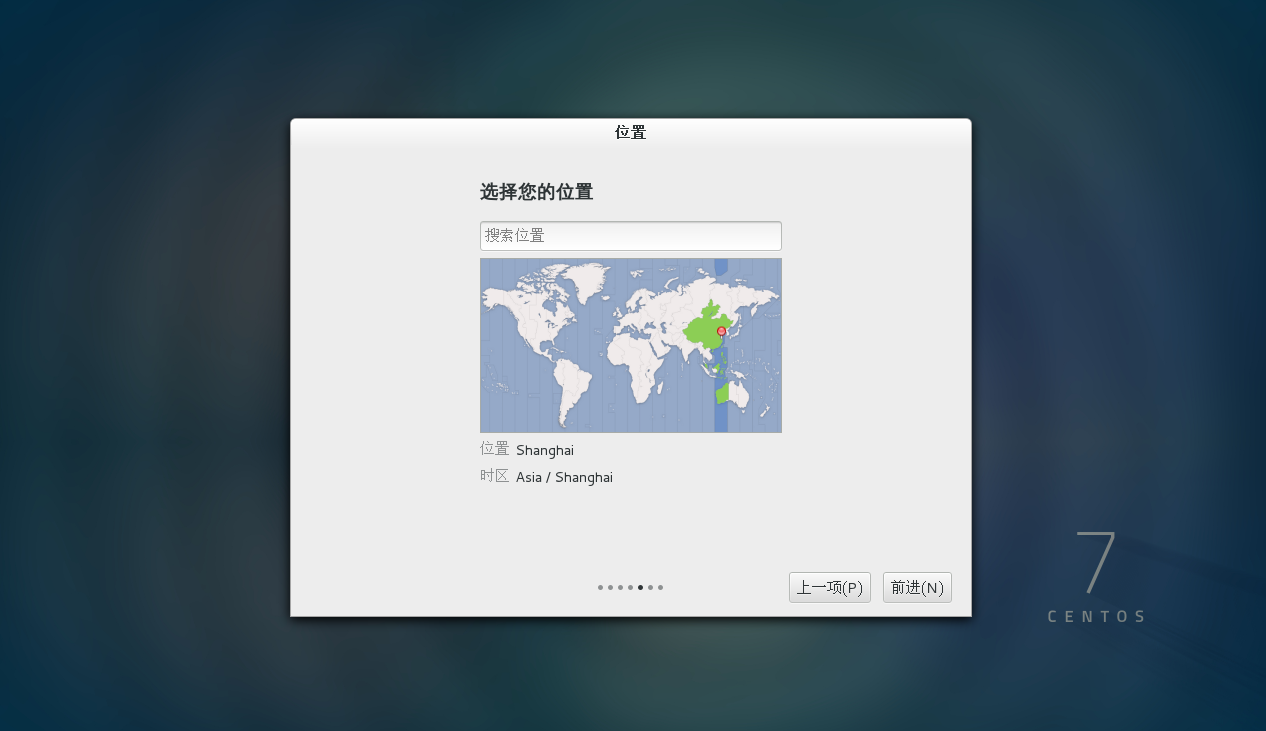 位置
选择您的位置
搜索位置
位置 Shanghai
时区 Asia / Shanghai
上一项(P) 前进(N)
7
CENTOS